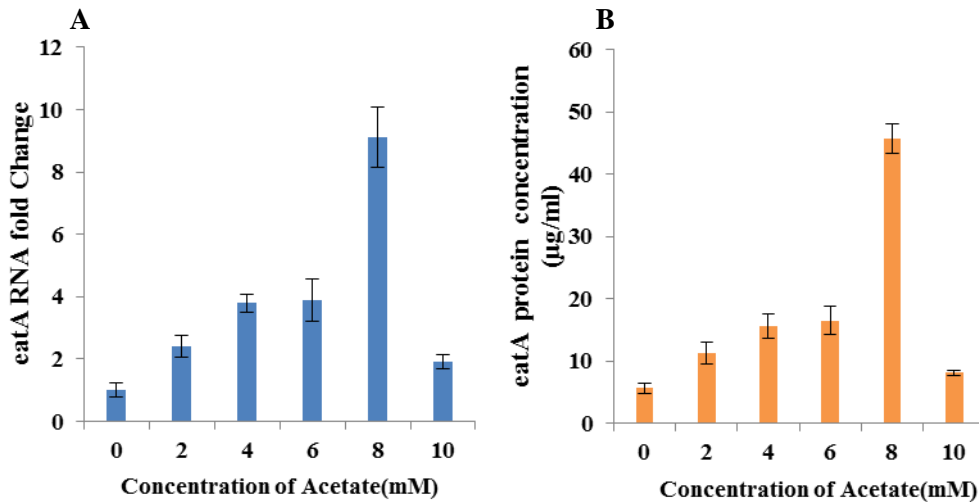 A
eatA RNA fold Change
12
10
8
6
4
2
0
0 2 4 6 8 10
Concentration of Acetate(mM)
B
eatA protein concentration
(µg/ml)
60
50
40
30
20
10
0
0 2 4 6 8 10
Concentration of Acetate(mM)